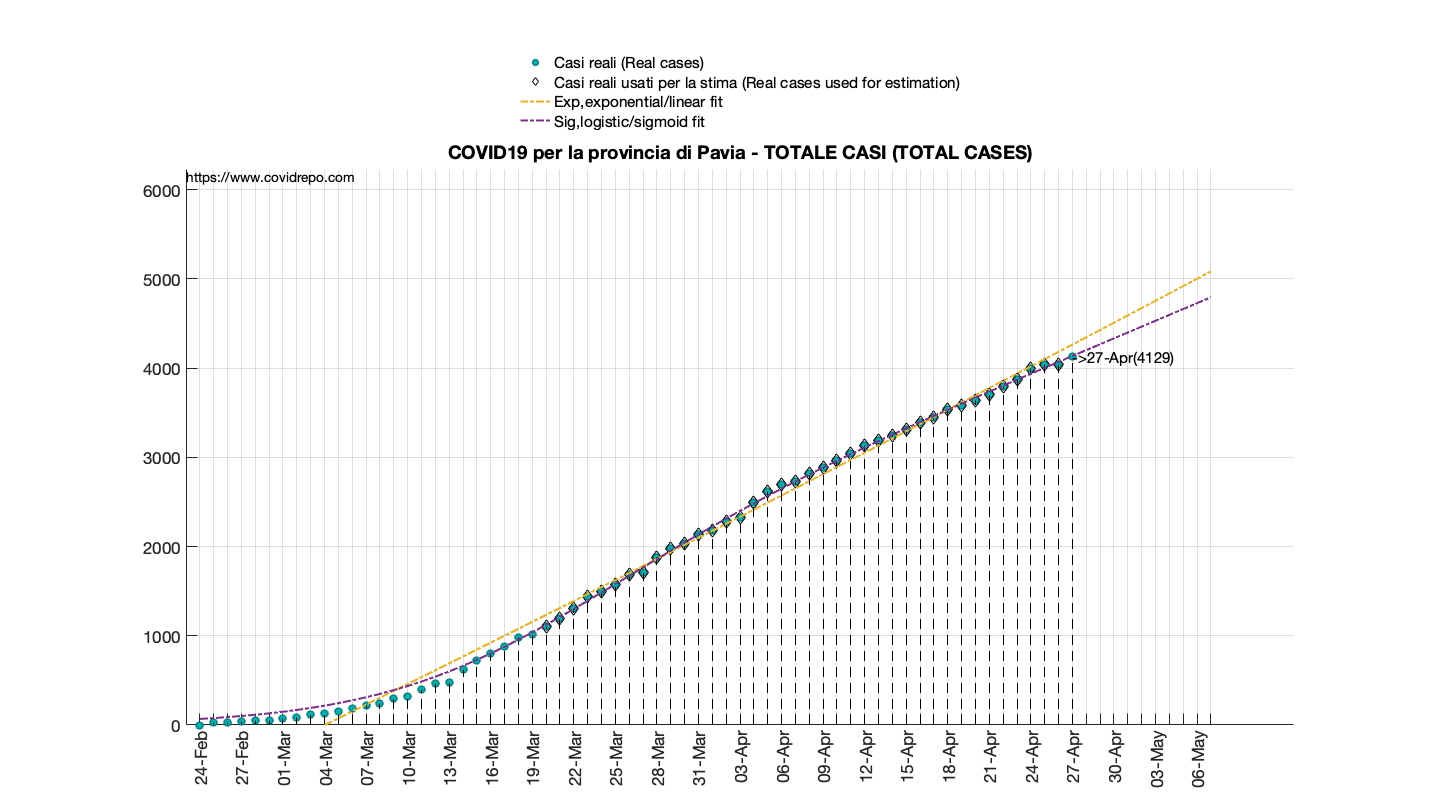 Casi reali (Real cases)
Casi reali usati per la stima (Real cases used for estimation)
Exp,exponential/linear fit
Sig,logistic/sigmoid fit
COVID19 per la provincia di Pavia - TOTALE CASI (TOTAL CASES)
https://www.covidrepo.com
6000
5000
4000
3000
2000
1000
0
->27-Apr(4129)
24-Feb
27-Feb
01-Mar
04-Mar
07-Mar
10-Mar
13-Mar
16-Mar
19-Mar
22-Mar
25-Mar
28-Mar
31-Mar
03-Apr
06-Apr
09-Apr
12-Apr
15-Apr
18-Apr
21-Apr
24-Apr
27-Apr
30-Apr
03-May
06-May